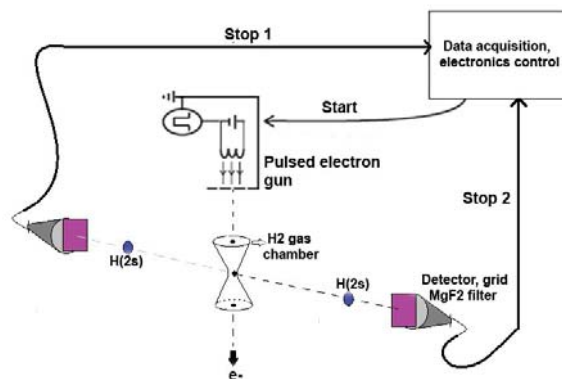 Stop 1
Data acquisition,
electronics control
Start
Pulsed electron
gun
Stop 2
H2 gas
chamber
H(2s)
H(2s)
Detector, grid
MgF2 filter
e-